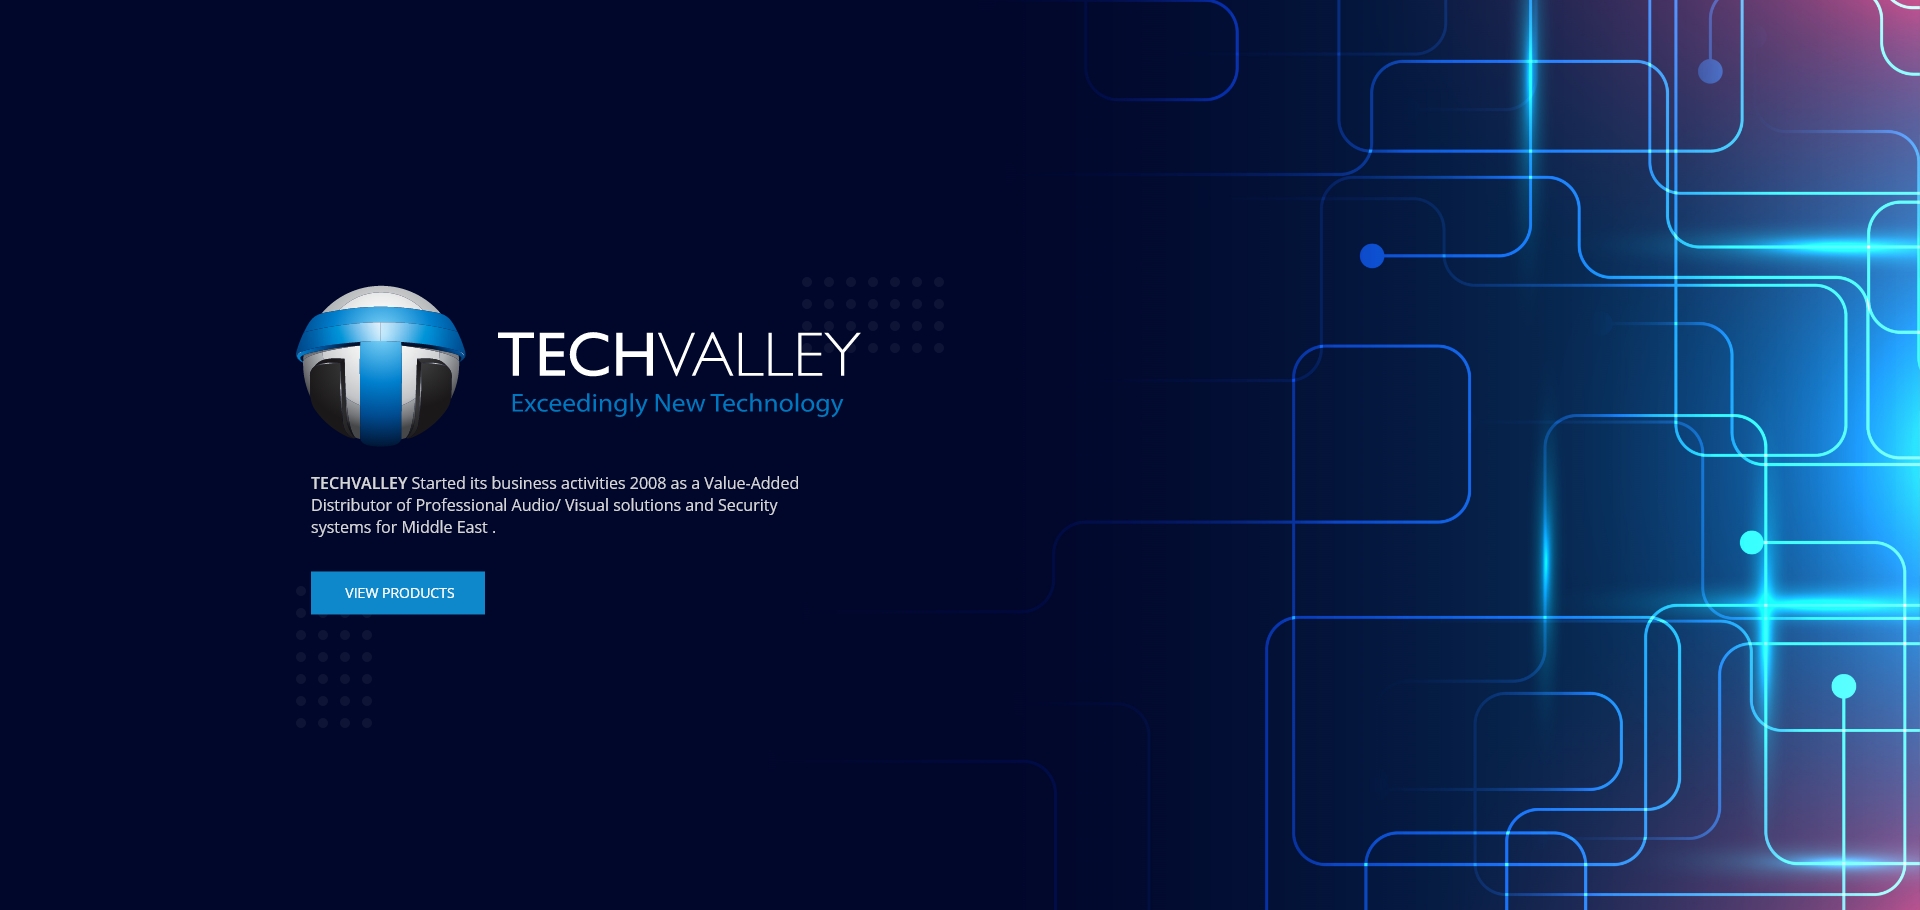 TECHVALLEY
Exceedingly New Technology
TECHVALLEY Started its business activities 2008 as a Value-Added
Distributor of Professional Audio/ Visual solutions and Security
systems for Middle East .
VIEW PRODUCTS